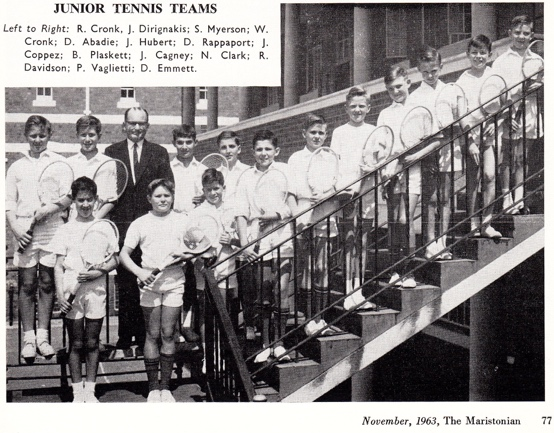 JUNIOR TENNIS TEAMS
Left to Right: R. Cronk, J. Dirignakis; S. Myerson; W.
Cronk; D. Abadie; J. Hubert; D. Rappaport; J.
Coppez; B. Plaskett; J. Cagney; N. Clark; R.
Davidson; P. Vaglietti; D. Emmett.
November, 1963, The Maristonian 77